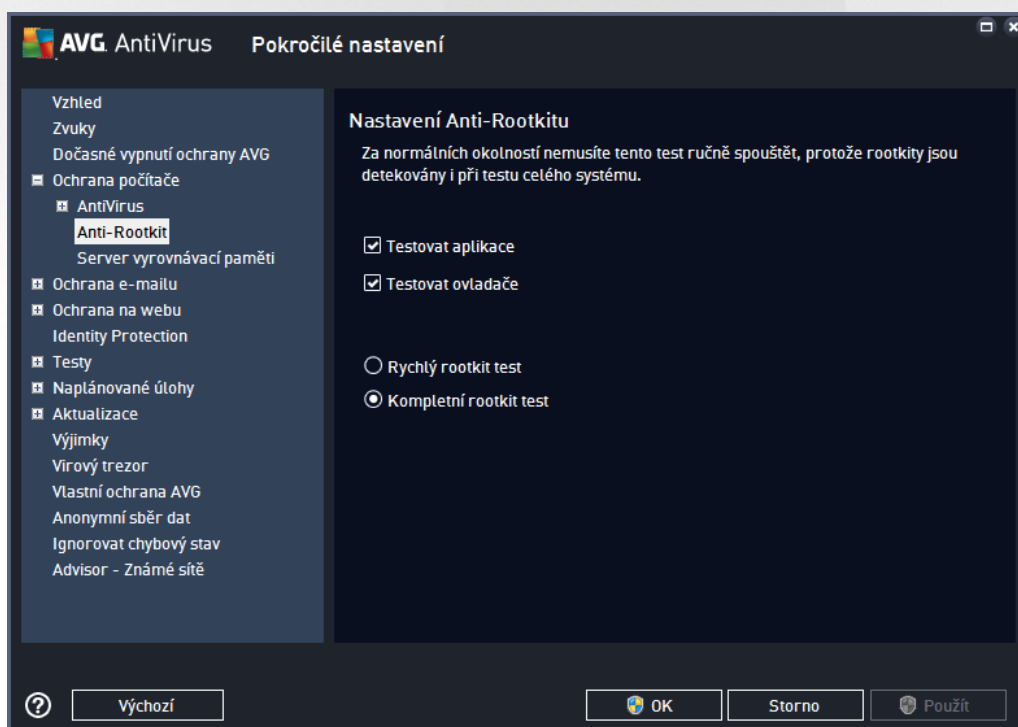 AVG. AntiVirus Pokročilé nastavení
Vzhled
Zvuky
Dočasné vypnutí ochrany AVG
Ochrana počítače
AntiVirus
Anti-Rootkit
Server vyrovnávací paměti
Ochrana e-mailu
Ochrana na webu
Identity Protection
Testy
Naplánované úlohy
Aktualizace
Výjimky
Virový trezor
Vlastní ochrana AVG
Anonymní sběr dat
Ignorovat chybový stav
Advisor - Známé sítě
Nastavení Anti-Rootkitu
Za normálních okolností nemusíte tento test ručně spouštět, protože rootkity jsou
detekovány i při testu celého systému.
Testovat aplikace
Testovat ovladače
Rychlý rootkit test
Kompletní rootkit test
? Výchozí OK Storno Použít